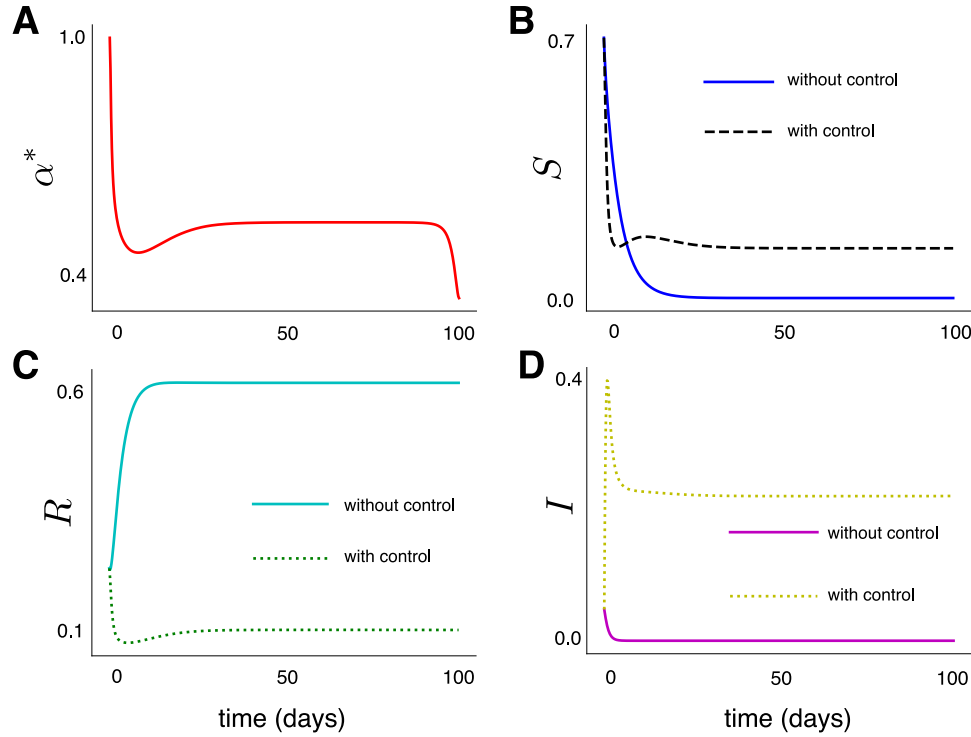 A
1.0
α*
0.4
0
50
100
B
0.7
S
0.0
without control
with control
0
50
100
C
0.6
R
0.1
without control
with control
0
50
100
time (days)
D
0.4
I
0.0
without control
with control
0
50
100
time (days)